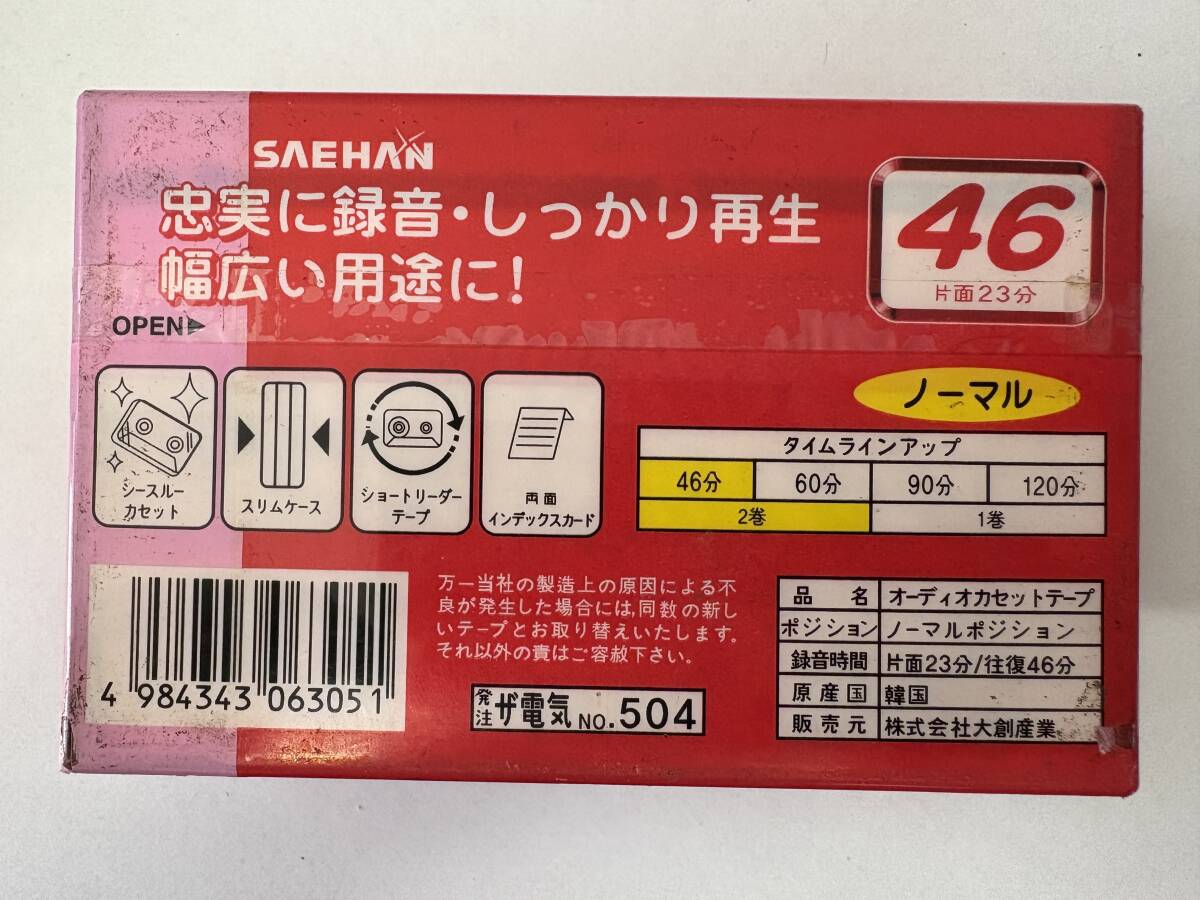 SAEHAN
忠実に録音・しっかり再生
幅広い用途に!
46
片面23分
OPEN▶
シースルー
カセット
スリムケース
ショートリーダー
テープ
両面
インデックスカード
ノーマル
タイムラインアップ
46分 60分 90分 120分
2巻 1巻
万一当社の製造上の原因による不
良が発生した場合には,同数の新し
いテープとお取り替えいたします。
それ以外の責はご容赦下さい。
4 984343 063051
発注 ザ電気 NO.504
品名 オーディオカセットテープ
ポジション ノーマルポジション
録音時間 片面23分/往復46分
原産国 韓国
販売元 株式会社大創産業